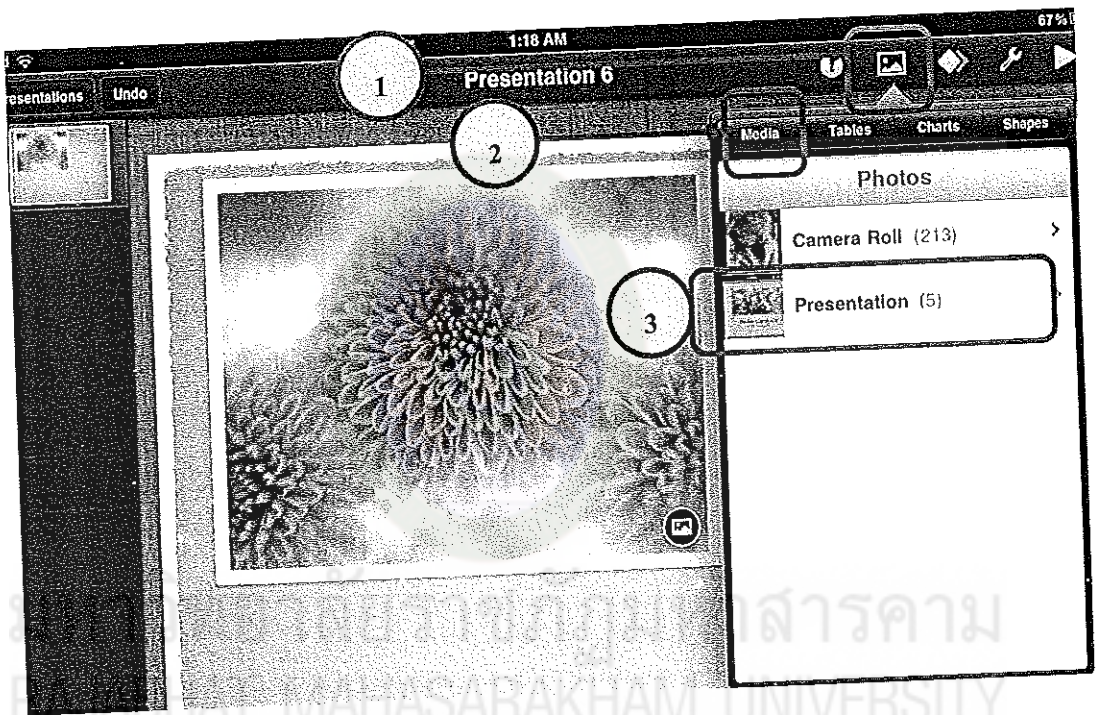 1:18 AM
67%
1
Presentation 6
resentations
Undo
2
Media
Tables
Charts
Shapes
Photos
Camera Roll (213)
3
Presentation (5)
มหาวิทยาลัยราชภัฏมหาสารคาม
RAJABHAT MAHASARAKHAM UNIVERSITY